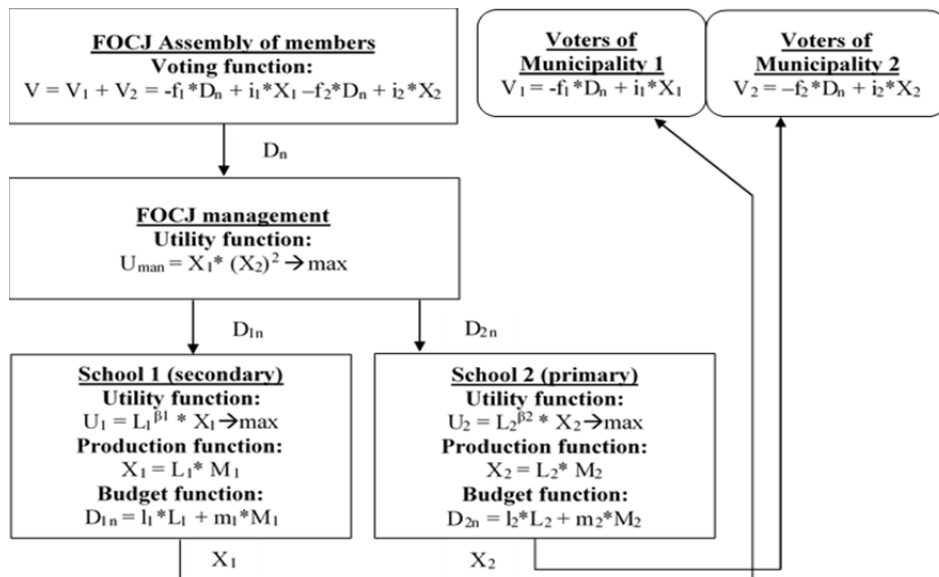 FOCJ Assembly of members
Voting function:
V = V₁ + V₂ = -f₁*Dₙ + i₁*X₁ –f₂*Dₙ + i₂*X₂
Voters of
Municipality 1
V₁= -f₁*Dₙ + i₁*X₁
Voters of
Municipality 2
V₂= –f₂*Dₙ + i₂*X₂
Dₙ
FOCJ management
Utility function:
Uₘₐₙ = X₁* (X₂)² → max
D₁ₙ
D₂ₙ
School 1 (secondary)
Utility function:
U₁ = L₁^β1 * X₁→max
Production function:
X₁ = L₁* M₁
Budget function:
D₁ₙ = l₁*L₁ + m₁*M₁
School 2 (primary)
Utility function:
U₂ = L₂^β2 * X₂→max
Production function:
X₂ = L₂* M₂
Budget function:
D₂ₙ = l₂*L₂ + m₂*M₂
X₁
X₂